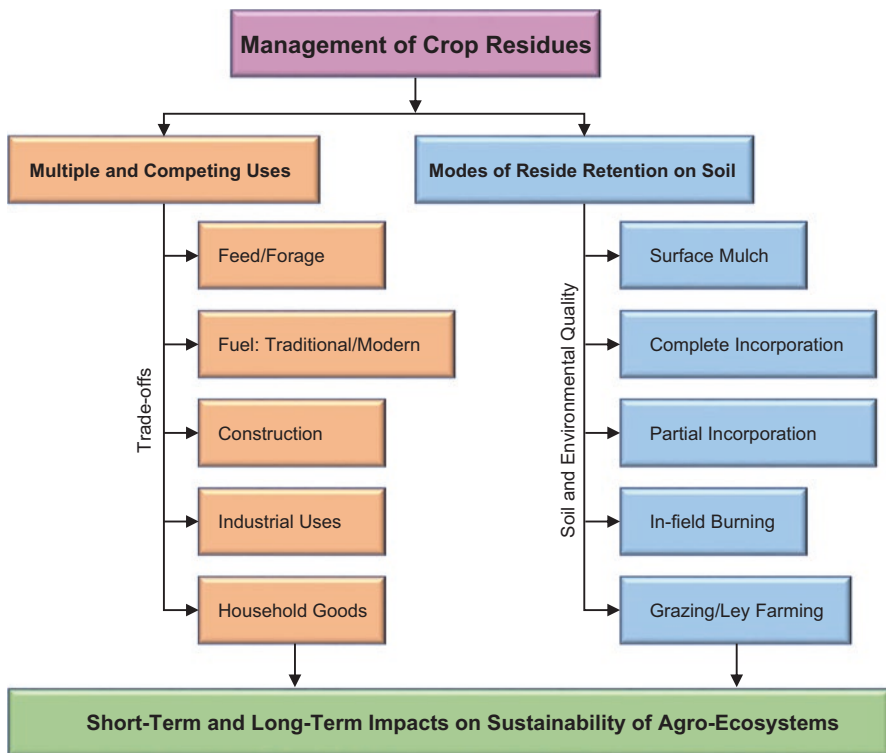 Management of Crop Residues
Multiple and Competing Uses
Trade-offs
Feed/Forage
Fuel: Traditional/Modern
Construction
Industrial Uses
Household Goods
Modes of Reside Retention on Soil
Soil and Environmental Quality
Surface Mulch
Complete Incorporation
Partial Incorporation
In-field Burning
Grazing/Ley Farming
Short-Term and Long-Term Impacts on Sustainability of Agro-Ecosystems